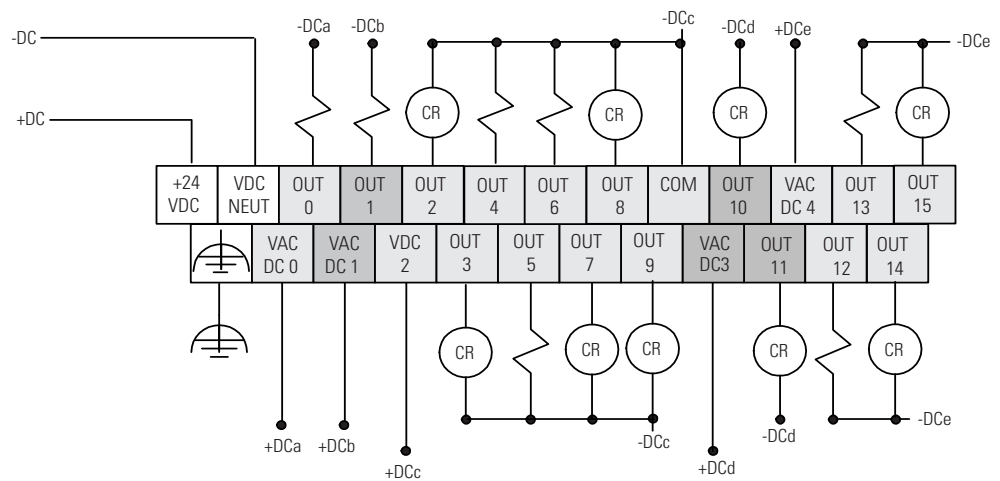 -DCa
-DCb
-DCc
-DCd
+DCe
-DCe
-DC
+DC
CR
CR
CR
CR
+24
VDC
VDC
NEUT
OUT
0
OUT
1
OUT
2
OUT
4
OUT
6
OUT
8
COM
OUT
10
VAC
DC 4
OUT
13
OUT
15
VAC
DC 0
VAC
DC 1
VDC
2
OUT
3
OUT
5
OUT
7
OUT
9
VAC
DC3
OUT
11
OUT
12
OUT
14
CR
CR
CR
CR
CR
+DCa
+DCb
+DCc
-DCc
+DCd
-DCd
-DCe